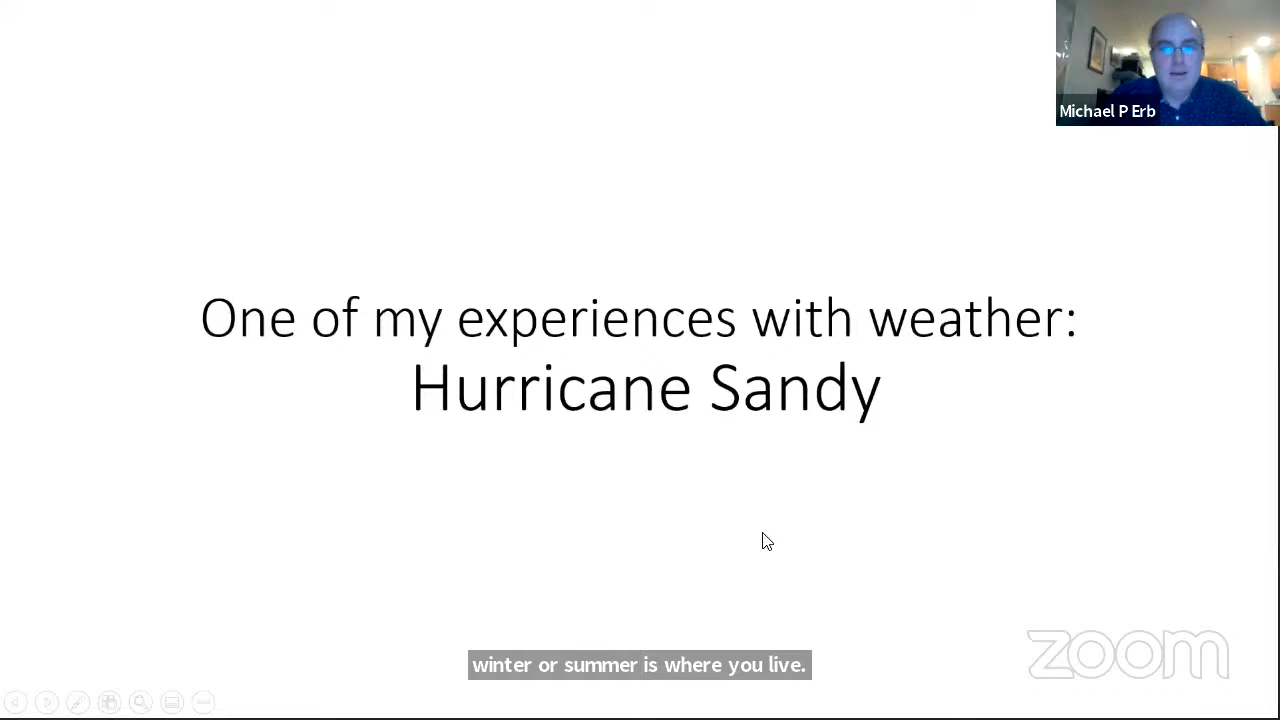 Michael P Erb
One of my experiences with weather:
Hurricane Sandy
winter or summer is where you live.
zoom